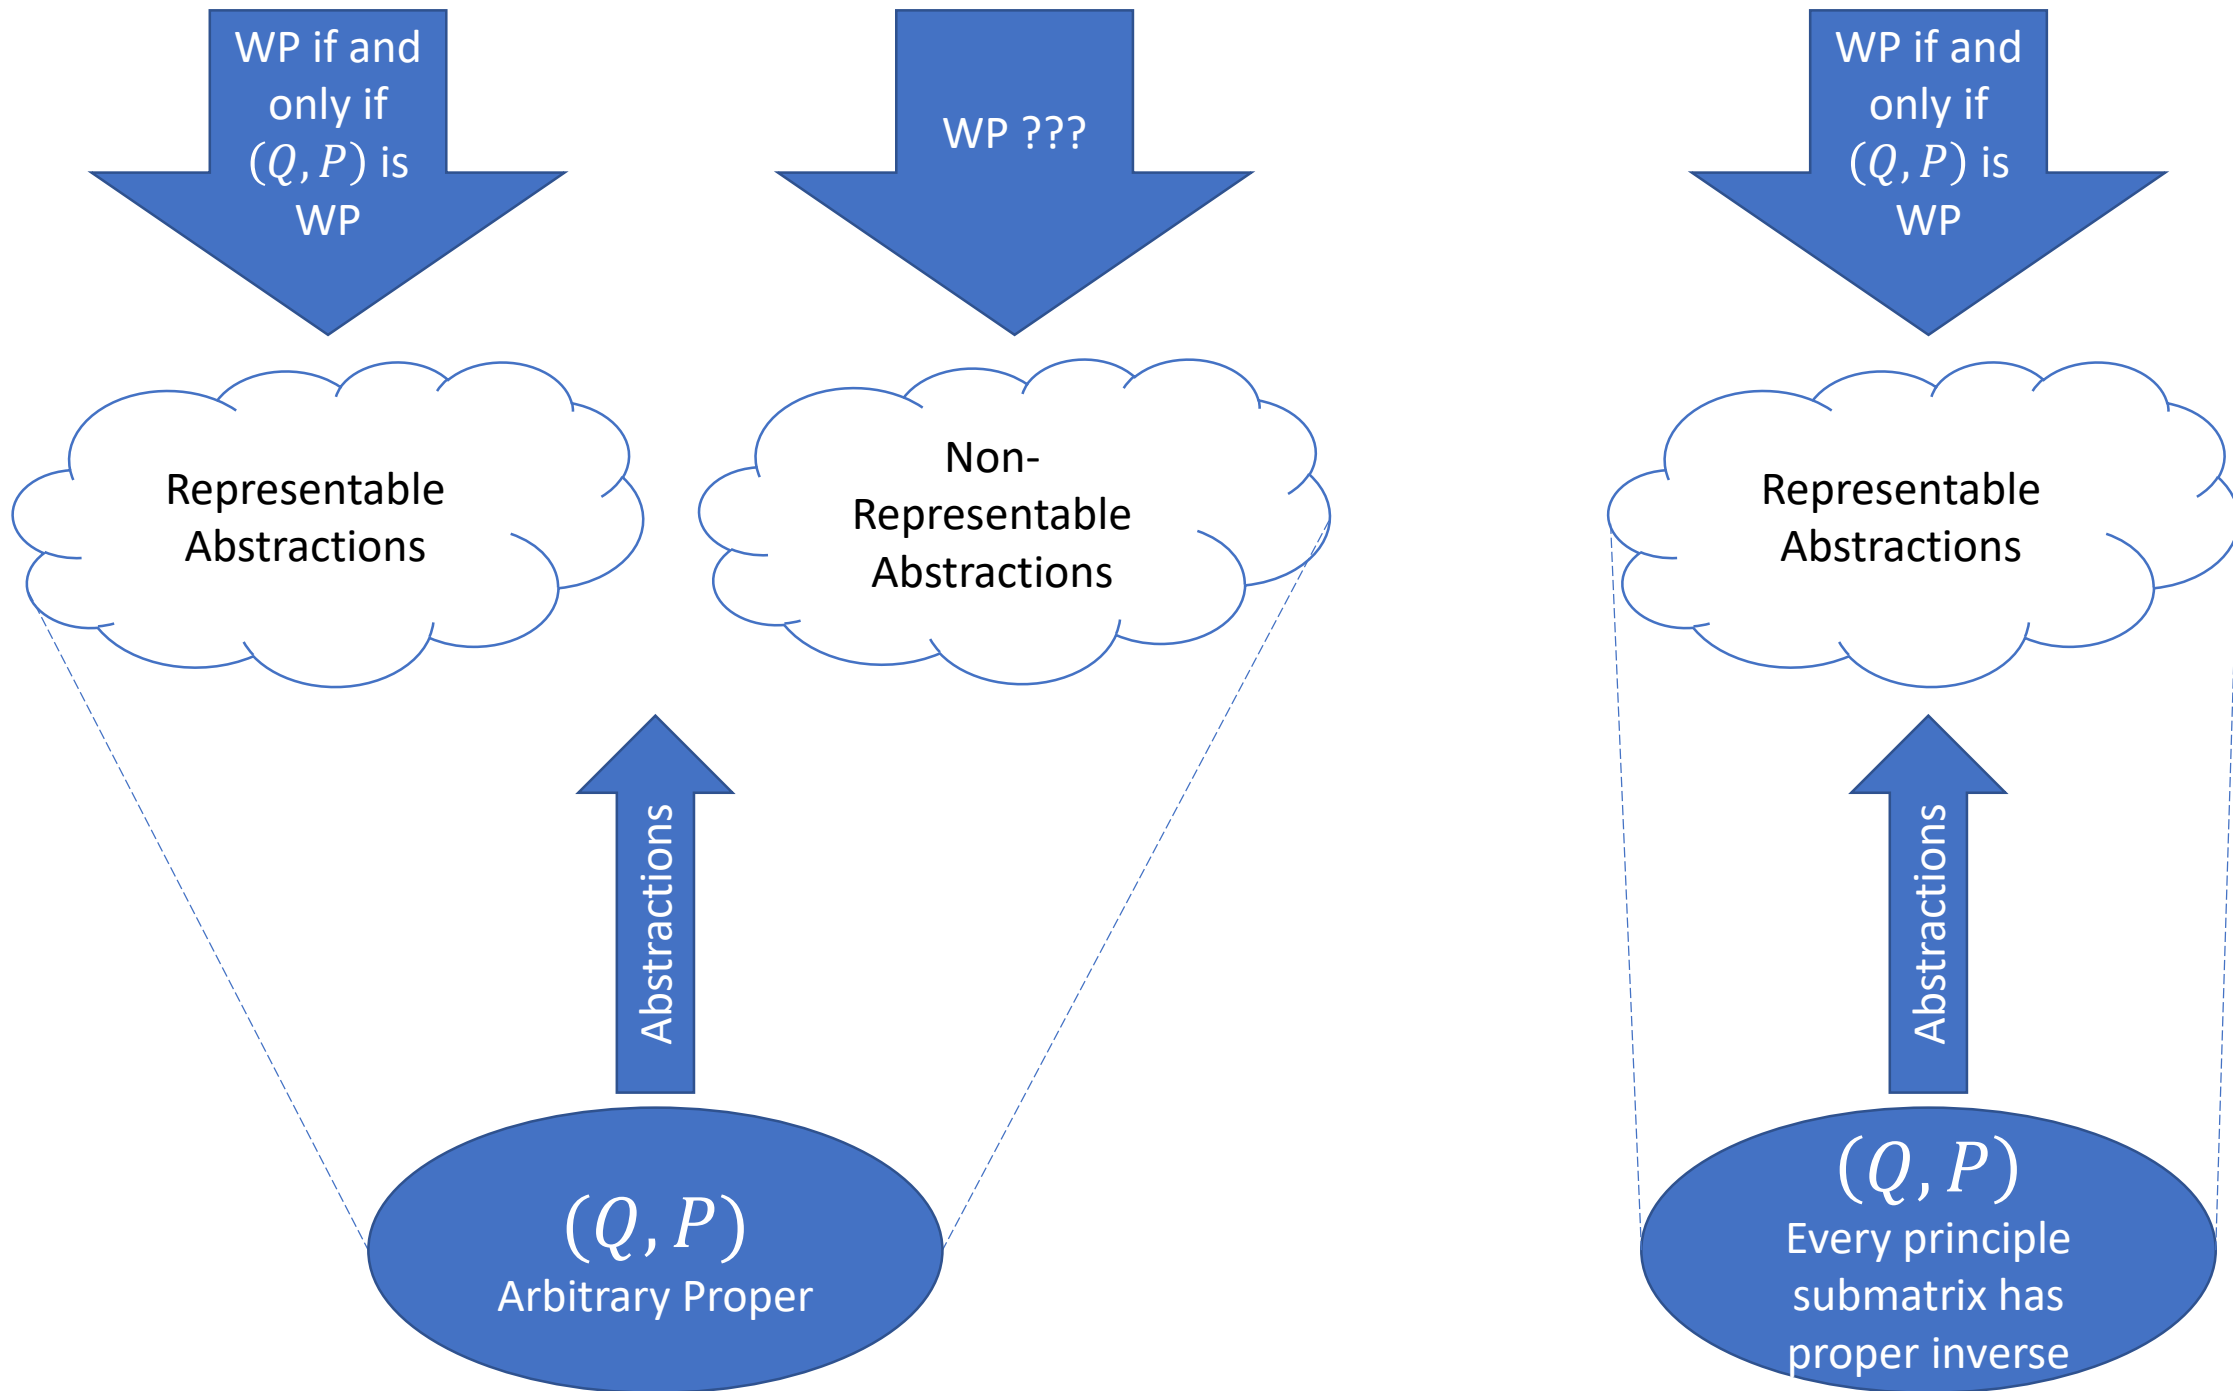 WP if and
only if
(Q, P) is
WP
WP ???
WP if and
only if
(Q, P) is
WP
Representable
Abstractions
Non-
Representable
Abstractions
Representable
Abstractions
Abstractions
Abstractions
(Q, P)
Arbitrary Proper
(Q, P)
Every principle
submatrix has
proper inverse